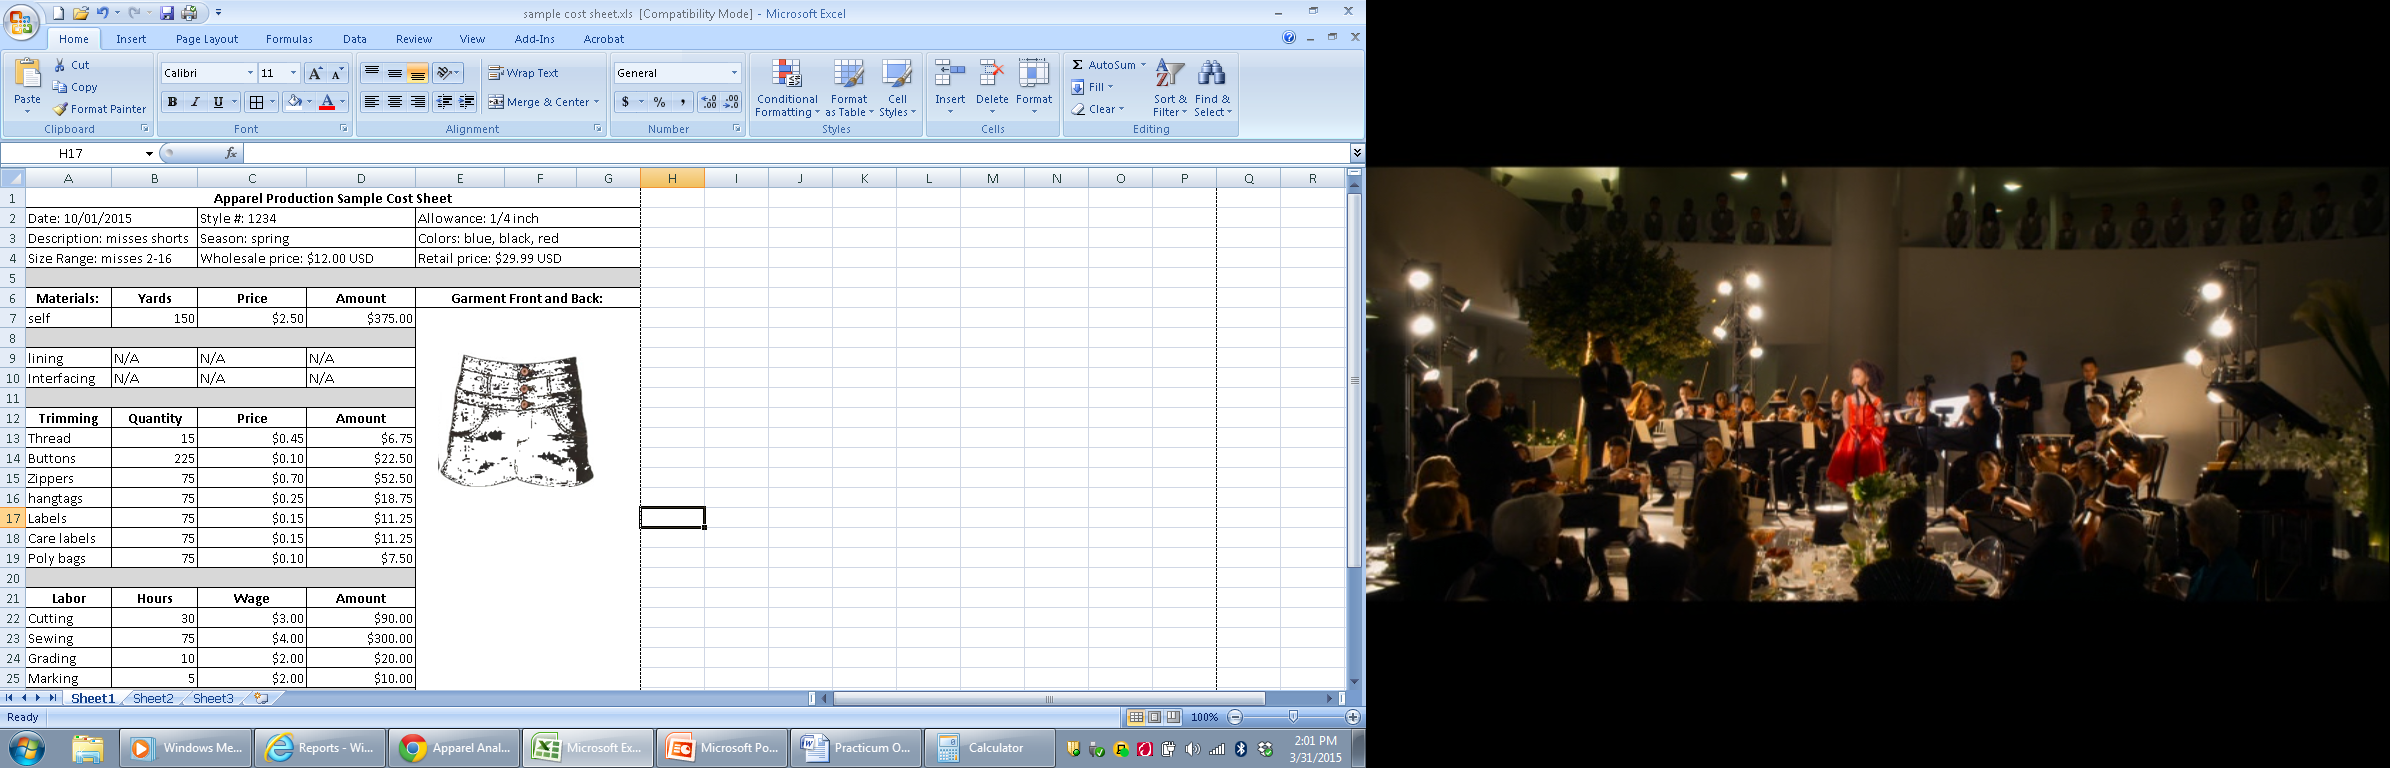 sample cost sheet.xls [Compatibility Mode] - Microsoft Excel
Home Insert Page Layout Formulas Data Review View Add-Ins Acrobat
Paste Cut Copy Format Painter Clipboard
Calibri 11 A A B I U A Font
Wrap Text Merge & Center Alignment
General $ % , .00 .00 Number
Conditional Formatting Format as Table Cell Styles Styles
Insert Delete Format Cells
Σ AutoSum Fill Clear Sort & Filter Find & Select Editing
H17 fx
A B C D E F G H I J K L M N O P Q R
1 Apparel Production Sample Cost Sheet
2 Date: 10/01/2015 Style #: 1234 Allowance: 1/4 inch
3 Description: misses shorts Season: spring Colors: blue, black, red
4 Size Range: misses 2-16 Wholesale price: $12.00 USD Retail price: $29.99 USD
5
6 Materials: Yards Price Amount Garment Front and Back:
7 self 150 $2.50 $375.00
8
9 lining N/A N/A N/A
10 Interfacing N/A N/A N/A
11
12 Trimming Quantity Price Amount
13 Thread 15 $0.45 $6.75
14 Buttons 225 $0.10 $22.50
15 Zippers 75 $0.70 $52.50
16 hangtags 75 $0.25 $18.75
17 Labels 75 $0.15 $11.25
18 Care labels 75 $0.15 $11.25
19 Poly bags 75 $0.10 $7.50
20
21 Labor Hours Wage Amount
22 Cutting 30 $3.00 $90.00
23 Sewing 75 $4.00 $300.00
24 Grading 10 $2.00 $20.00
25 Marking 5 $2.00 $10.00
Sheet1 Sheet2 Sheet3
Ready 100%
Windows Me... Reports - Wi... Apparel Anal... Microsoft Ex... Microsoft Po... Practicum O... Calculator
2:01 PM
3/31/2015